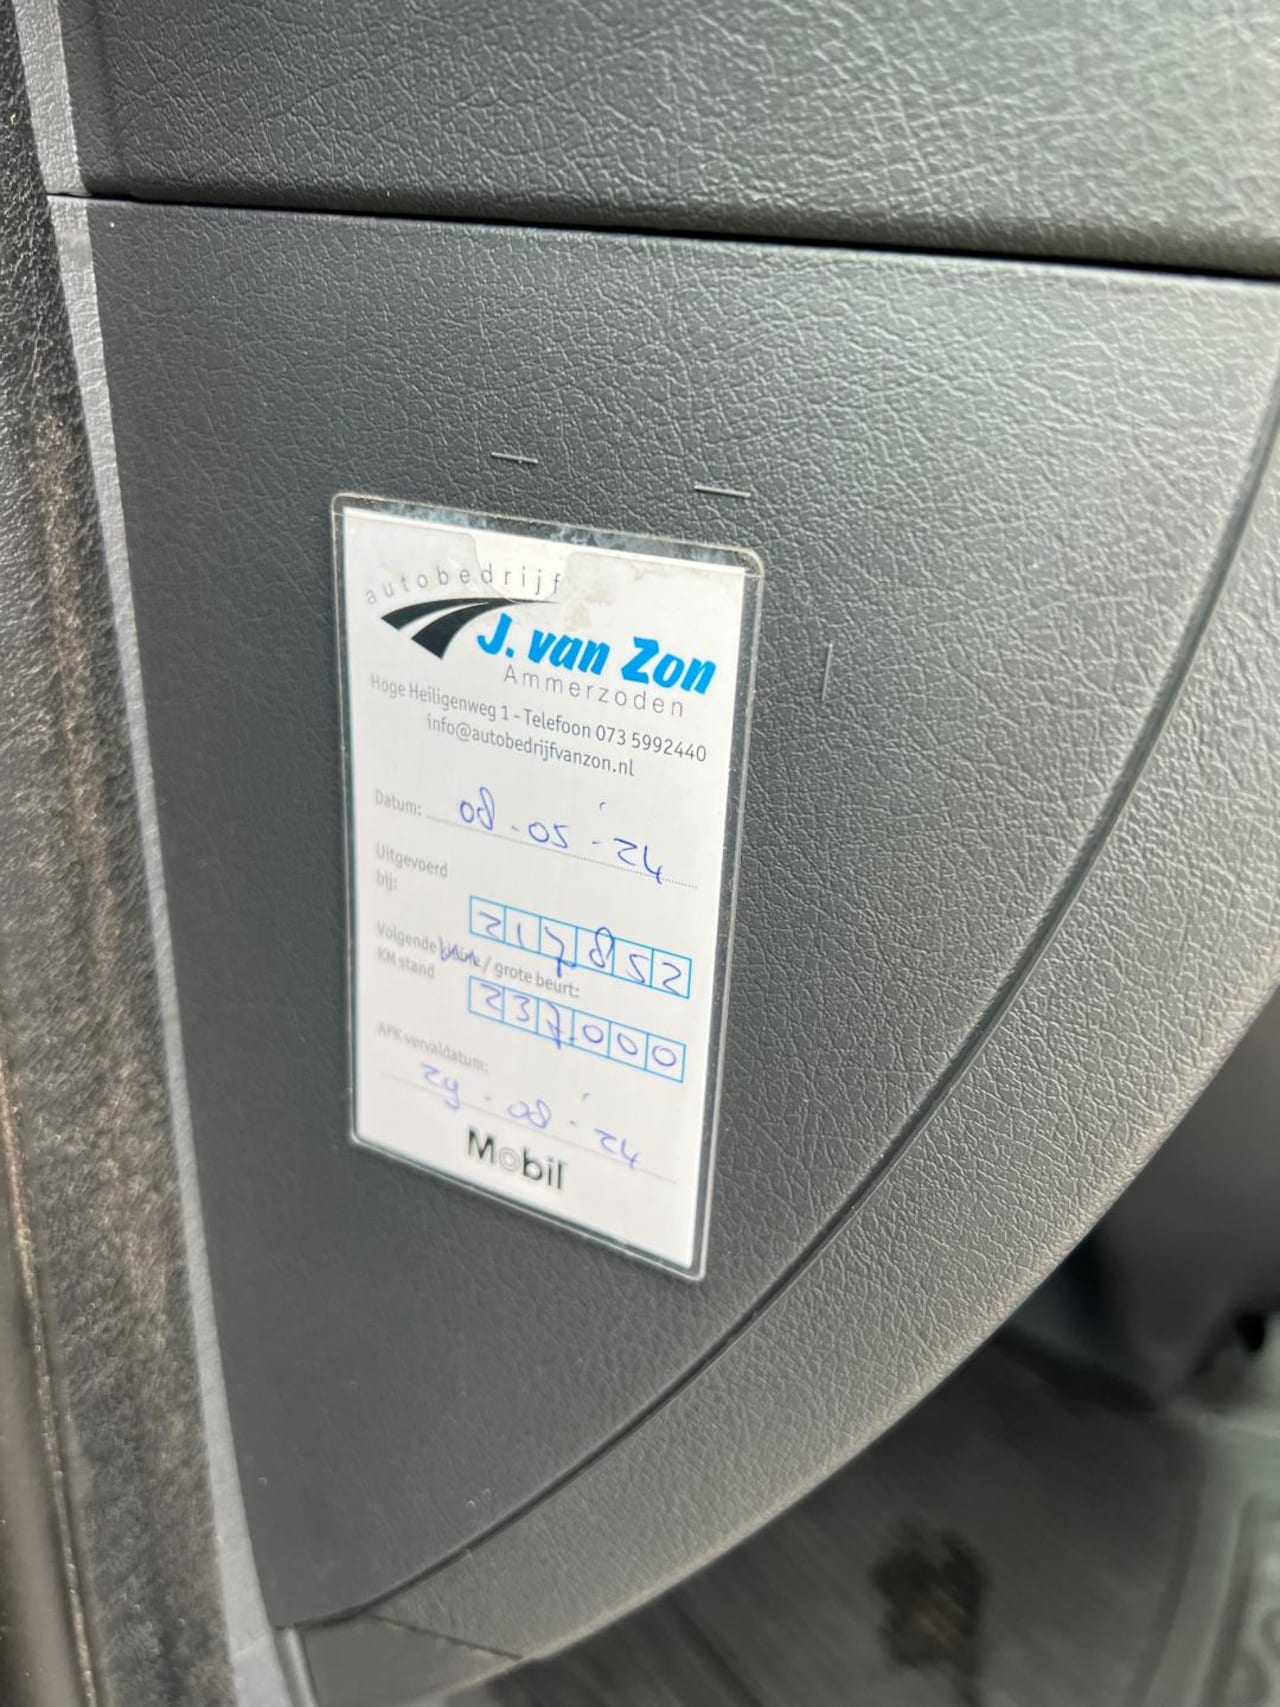 autobedrijf
J. van Zon
Ammerzoden
Hoge Heiligenweg 1 - Telefoon 073 5992440
info@autobedrijfvanzon.nl
Datum: 08-05-'24
Uitgevoerd
bij: 217852
Volgende kleine / grote beurt:
KM stand 237000
APK vervaldatum:
29-08-'24
Mobil